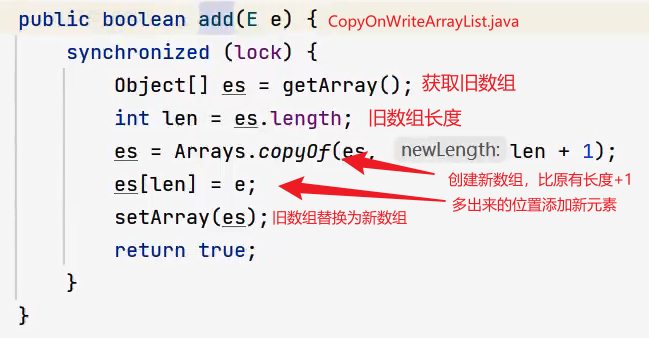 public boolean add(E e) { CopyOnWriteArrayList.java
synchronized (lock) {
Object[] es = getArray(); 获取旧数组
int len = es.length; 旧数组长度
es = Arrays.copyOf(es, newLength: len + 1);
创建新数组，比原有长度+1
es[len] = e;
多出来的位置添加新元素
setArray(es); 旧数组替换为新数组
return true;
}
}